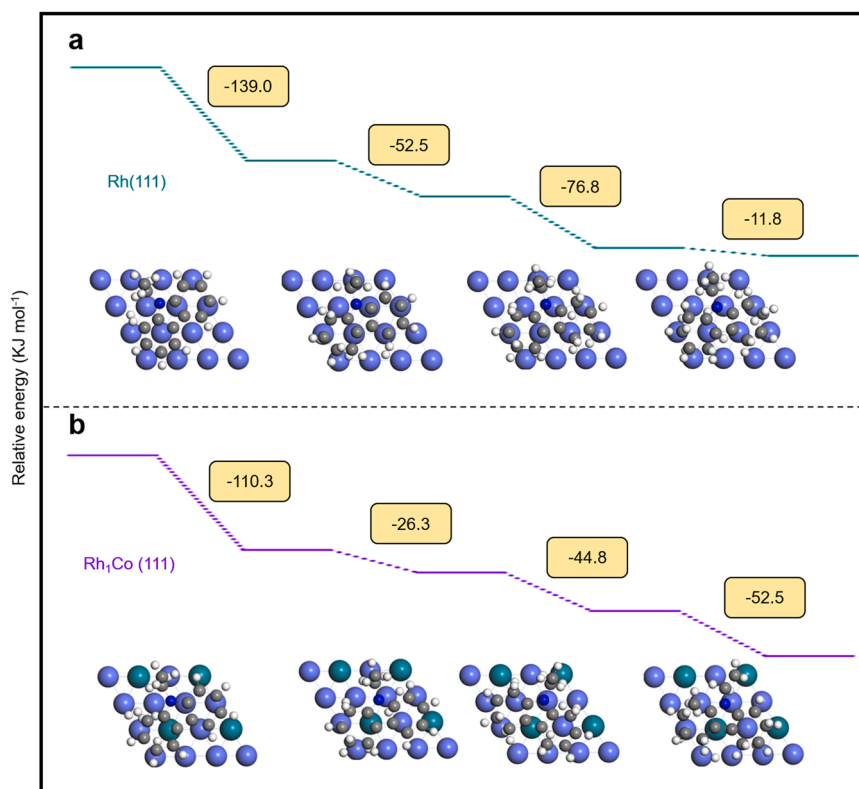 a
-139.0
-52.5
Rh(111)
-76.8
-11.8
Relative energy (KJ mol-1)
b
-110.3
-26.3
Rh1Co (111)
-44.8
-52.5